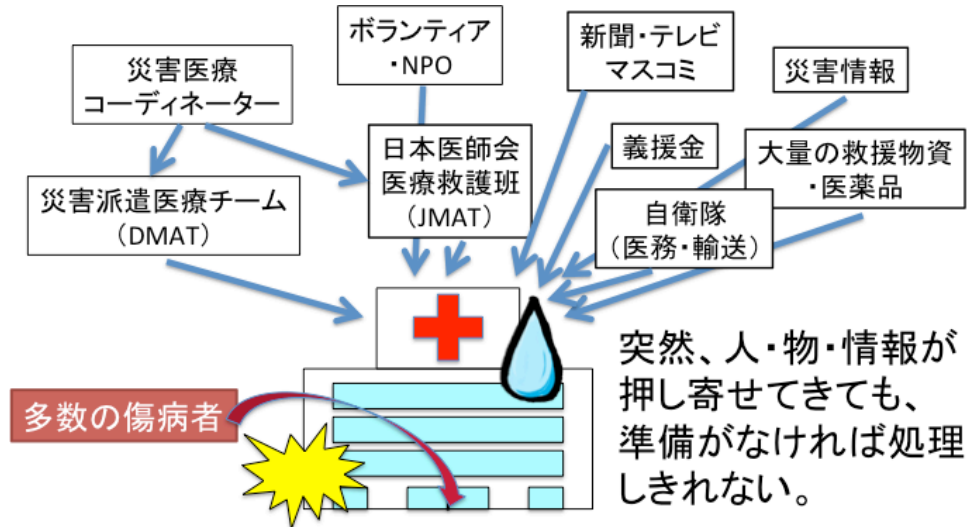 災害医療
コーディネーター
ボランティア
・NPO
新聞・テレビ
マスコミ
災害情報
災害派遣医療チーム
（DMAT）
日本医師会
医療救護班
（JMAT）
義援金
大量の救援物資
・医薬品
自衛隊
（医務・輸送）
多数の傷病者
突然、人・物・情報が
押し寄せてきても、
準備がなければ処理
しきれない。